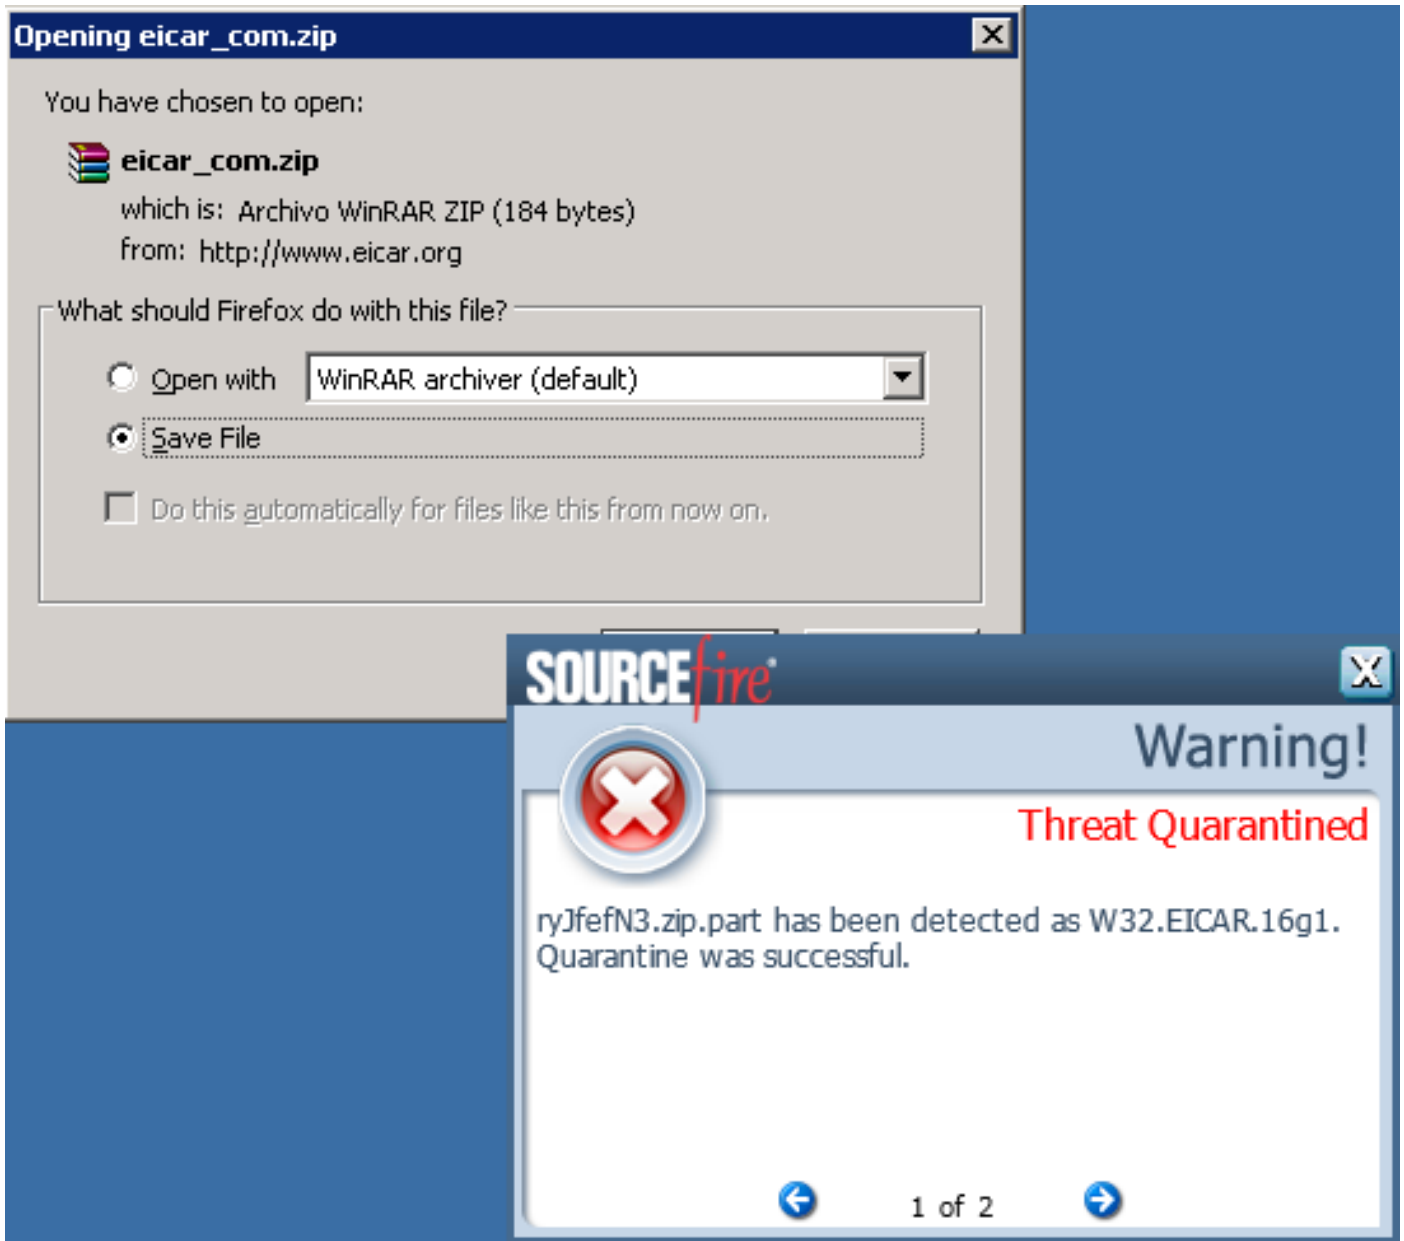 Opening eicar_com.zip
You have chosen to open:
eicar_com.zip
which is: Archivo WinRAR ZIP (184 bytes)
from: http://www.eicar.org
What should Firefox do with this file?
Open with WinRAR archiver (default)
Save File
Do this automatically for files like this from now on.
SOURCEfire®
Warning!
Threat Quarantined
ryJfefN3.zip.part has been detected as W32.EICAR.16g1.
Quarantine was successful.
1 of 2